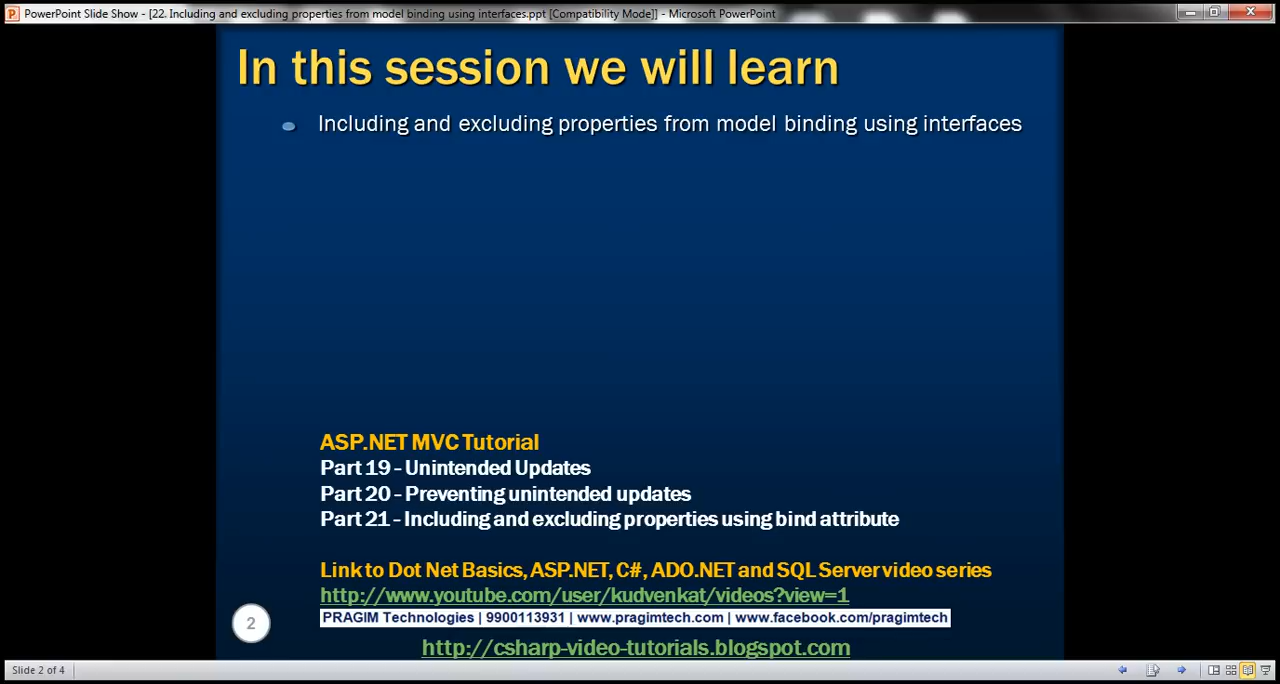 PowerPoint Slide Show - [22. Including and excluding properties from model binding using interfaces.ppt [Compatibility Mode]] - Microsoft PowerPoint
In this session we will learn
Including and excluding properties from model binding using interfaces
ASP.NET MVC Tutorial
Part 19 - Unintended Updates
Part 20 - Preventing unintended updates
Part 21 - Including and excluding properties using bind attribute
Link to Dot Net Basics, ASP.NET, C#, ADO.NET and SQL Server video series
http://www.youtube.com/user/kudvenkat/videos?view=1
PRAGIM Technologies | 9900113931 | www.pragimtech.com | www.facebook.com/pragimtech
2
http://csharp-video-tutorials.blogspot.com
Slide 2 of 4